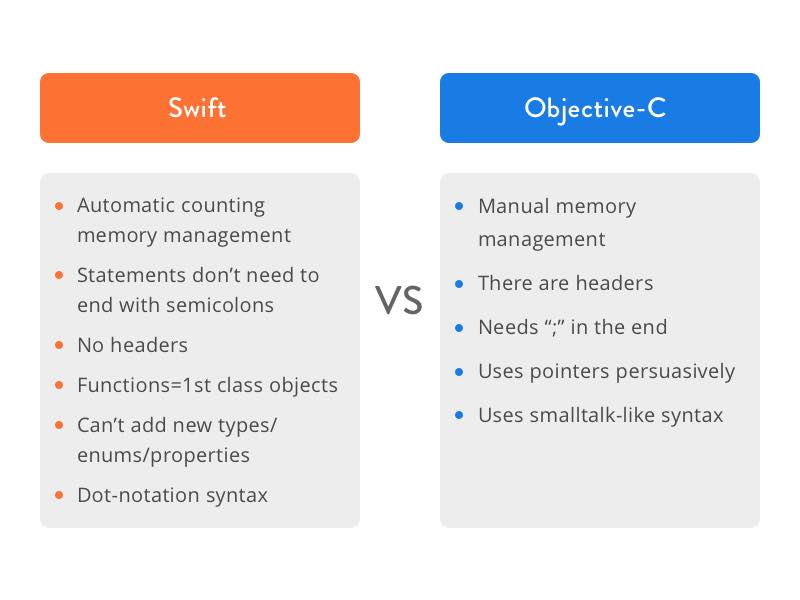 Swift
Automatic counting
memory management
Statements don’t need to
end with semicolons
No headers
Functions=1st class objects
Can’t add new types/
enums/properties
Dot-notation syntax
VS
Objective-C
Manual memory
management
There are headers
Needs “;” in the end
Uses pointers persuasively
Uses smalltalk-like syntax